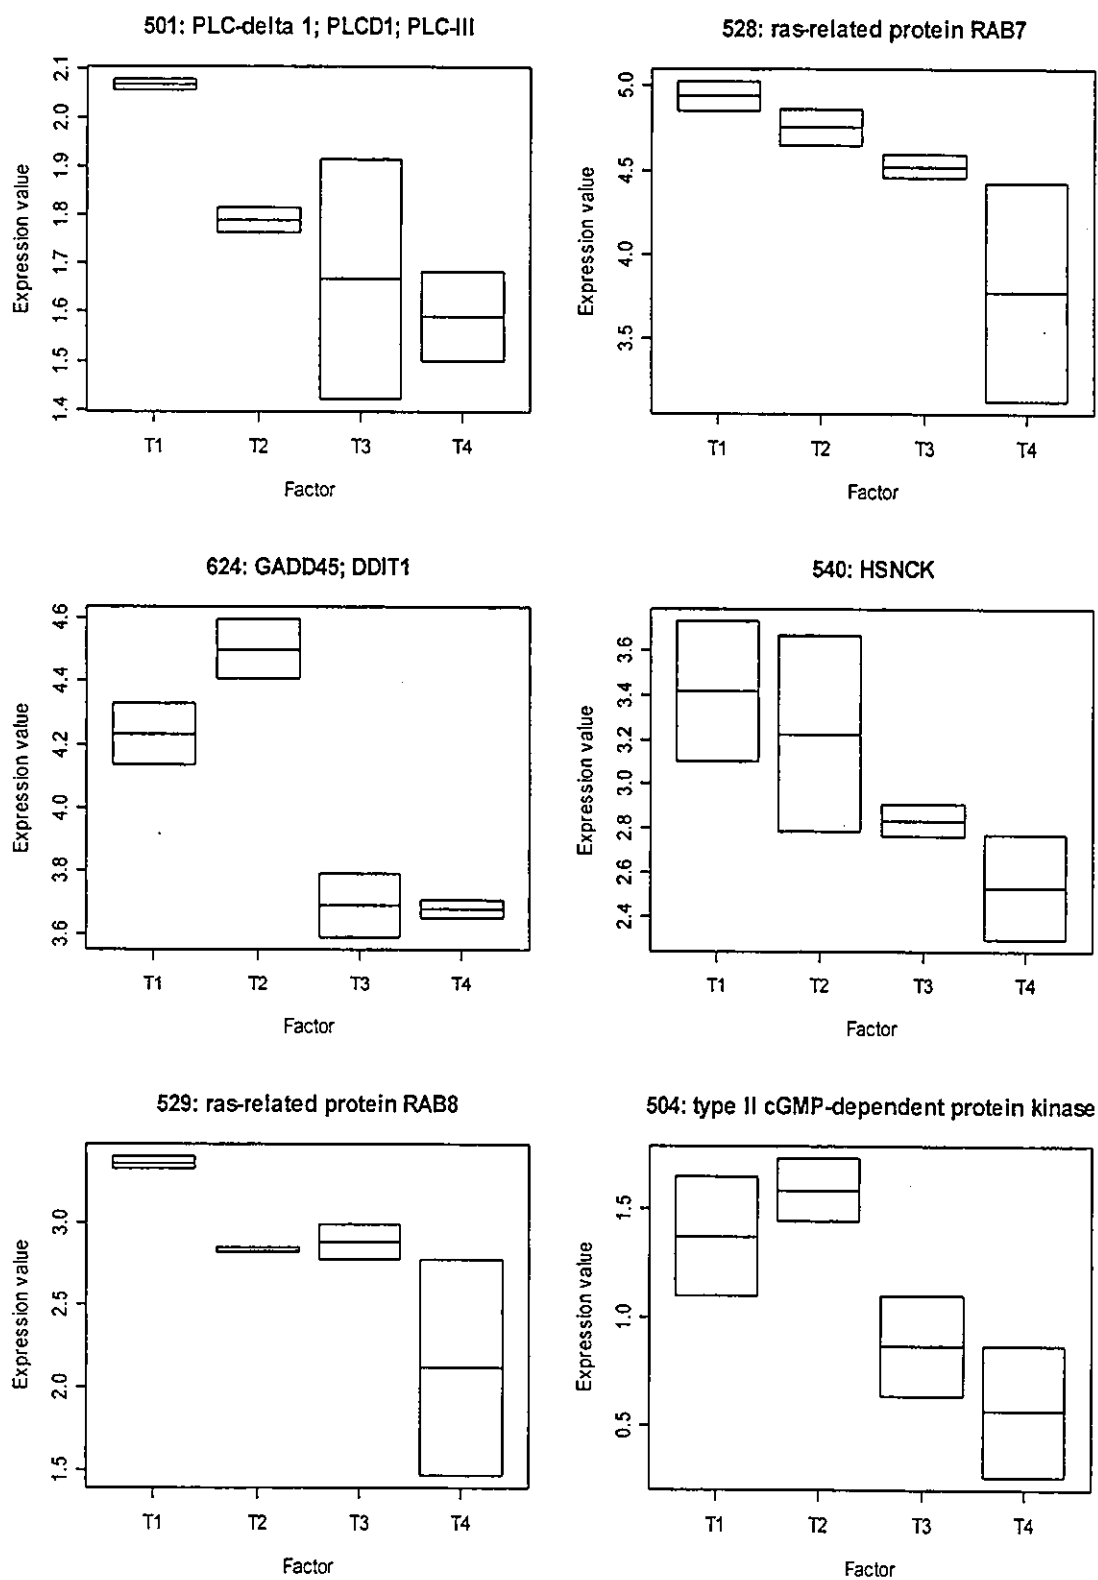 501: PLC-delta 1; PLCD1; PLC-III
Expression value
2.1
2.0
1.9
1.8
1.7
1.6
1.5
1.4
T1 T2 T3 T4
Factor
528: ras-related protein RAB7
Expression value
5.0
4.5
4.0
3.5
T1 T2 T3 T4
Factor
624: GADD45; DDIT1
Expression value
4.6
4.4
4.2
4.0
3.8
3.6
T1 T2 T3 T4
Factor
540: HSNCK
Expression value
3.6
3.4
3.2
3.0
2.8
2.6
2.4
T1 T2 T3 T4
Factor
529: ras-related protein RAB8
Expression value
3.0
2.5
2.0
1.5
T1 T2 T3 T4
Factor
504: type II cGMP-dependent protein kinase
Expression value
1.5
1.0
0.5
T1 T2 T3 T4
Factor